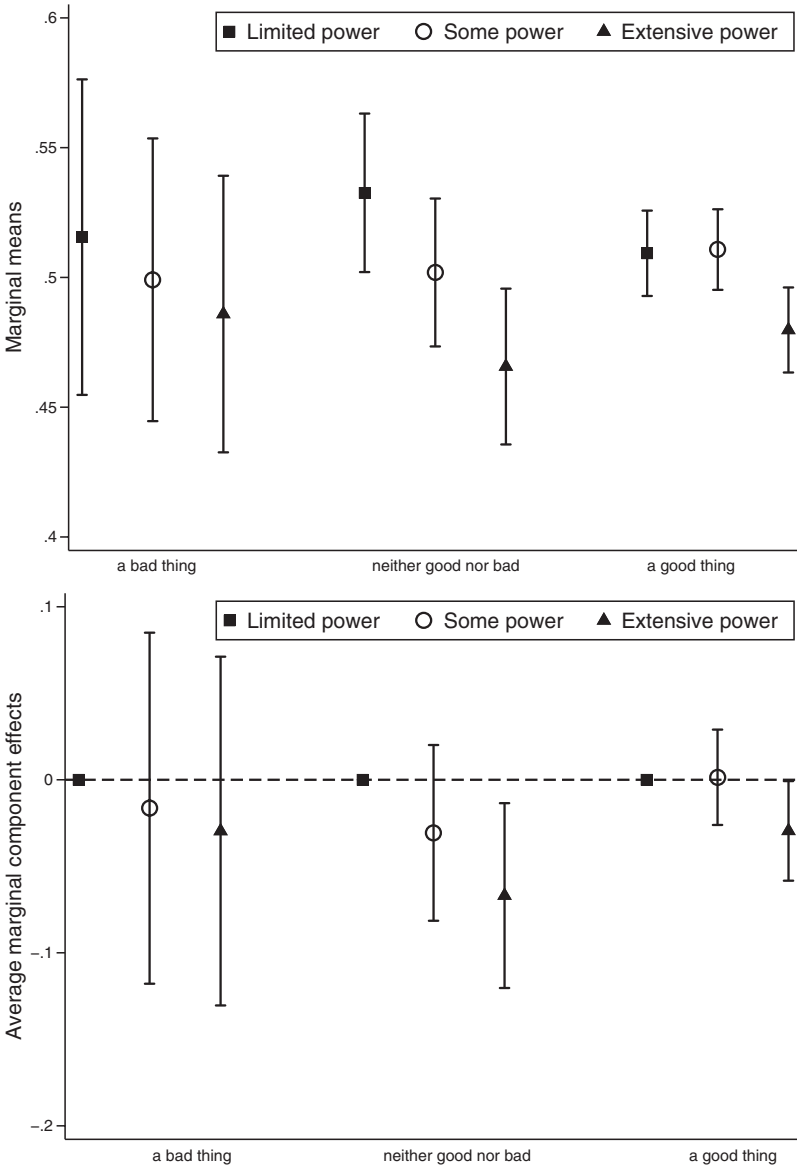 Limited power Some power Extensive power
.6
.55
.5
.45
.4
Marginal means
a bad thing neither good nor bad a good thing
Limited power Some power Extensive power
.1
0
−.1
−.2
Average marginal component effects
a bad thing neither good nor bad a good thing